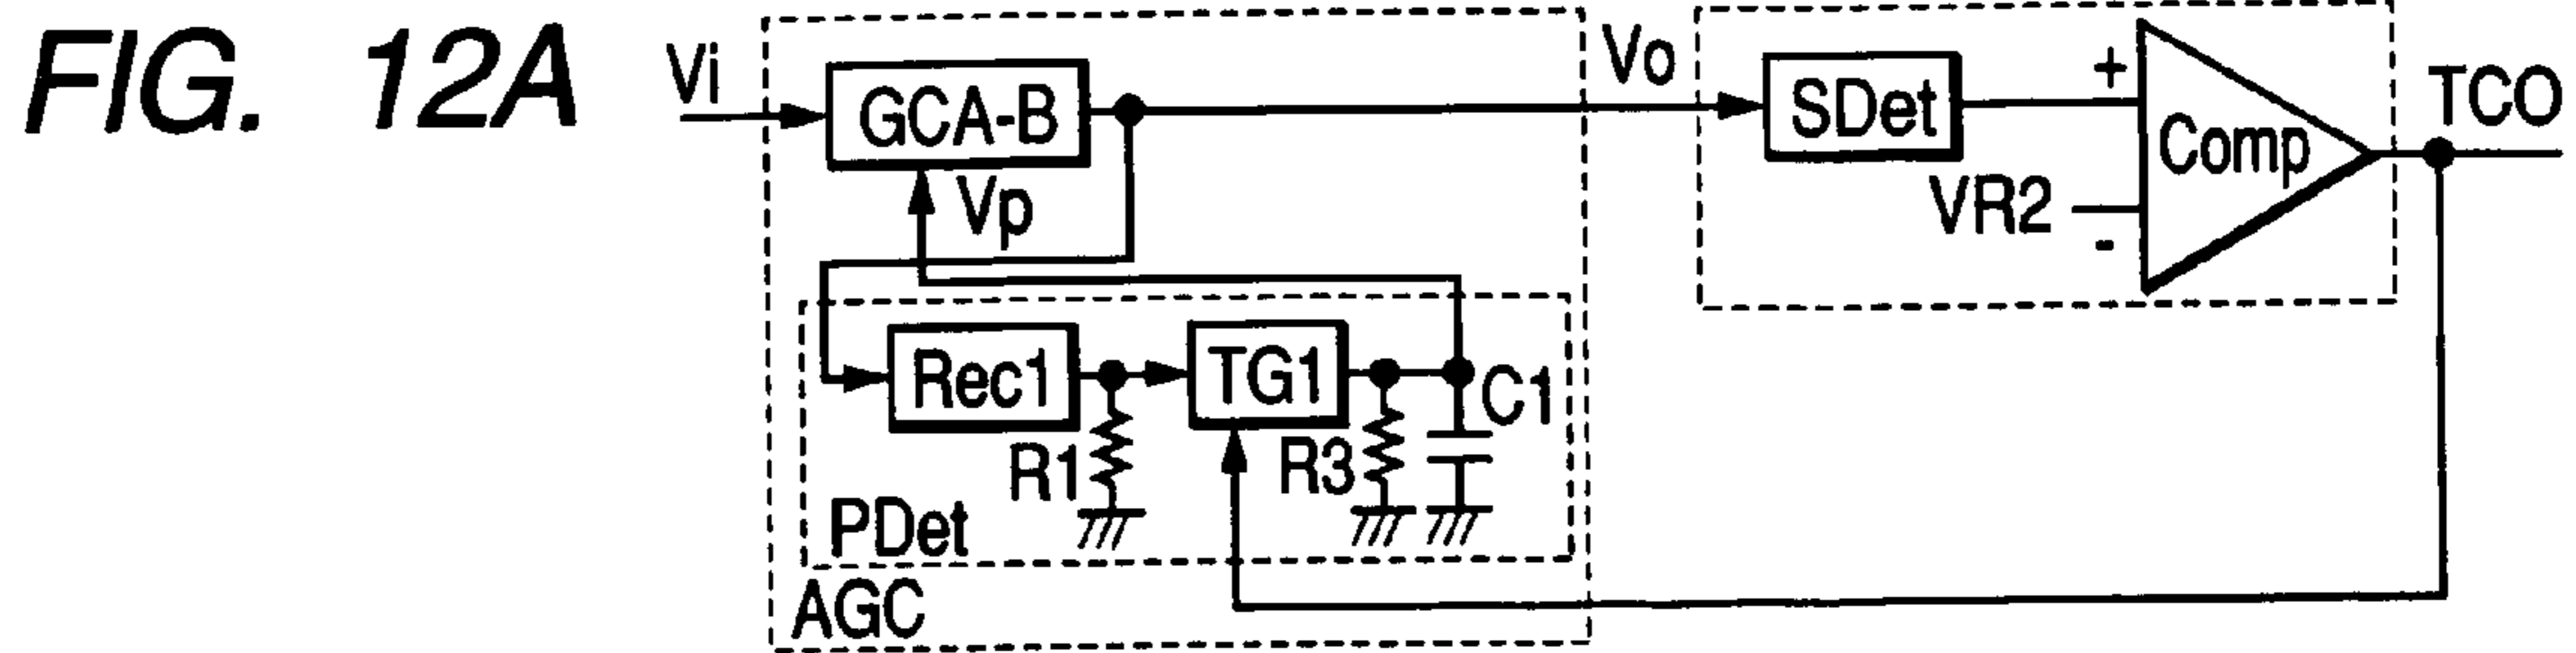 FIG. 12A
Vi
GCA-B
Vo
SDet
+
Comp
TCO
Vp
VR2
-
Rec1
TG1
C1
R1
R3
PDet
AGC